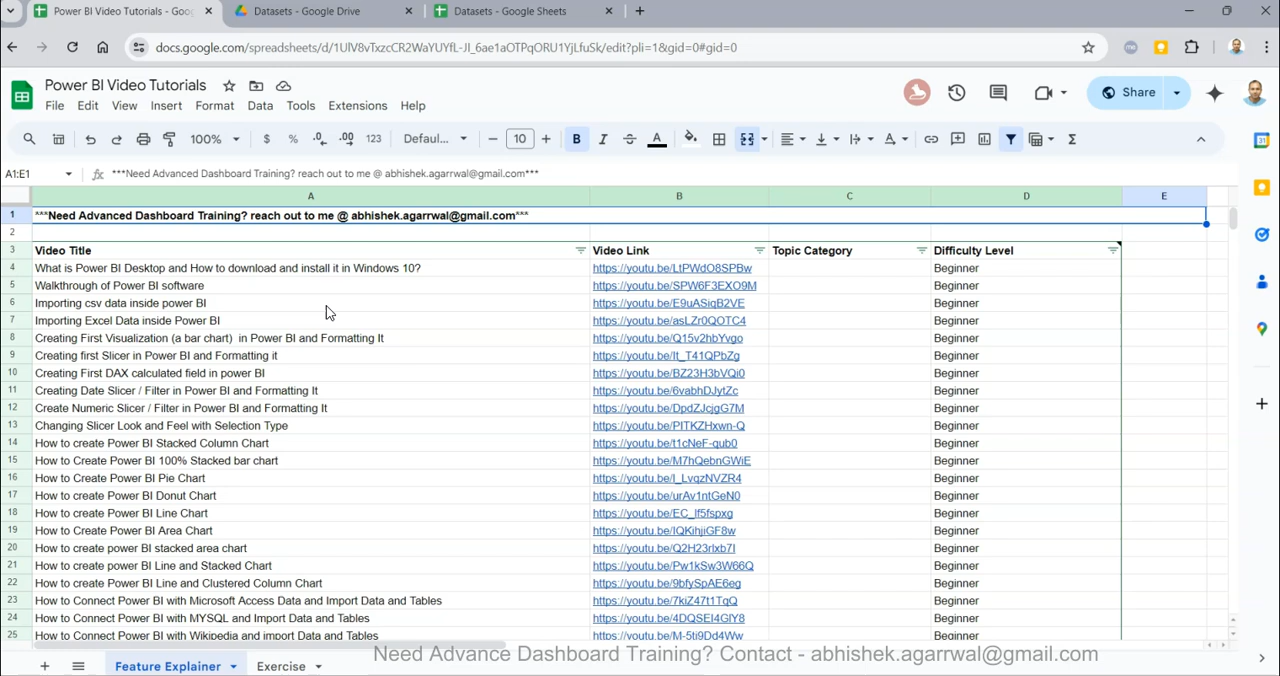 Power BI Video Tutorials - Goog
Datasets - Google Drive
Datasets - Google Sheets
docs.google.com/spreadsheets/d/1UlV8vTxzcCR2WaYUYfL-JI_6ae1aOTPqORU1YjLfuSk/edit?pli=1&gid=0#gid=0
Power BI Video Tutorials
File Edit View Insert Format Data Tools Extensions Help
Share
100% $ % .0 .00 123 Defaul... 10 B I A
A1:E1 fx ***Need Advanced Dashboard Training? reach out to me @ abhishek.agarrwal@gmail.com***
A B C D E
1 ***Need Advanced Dashboard Training? reach out to me @ abhishek.agarrwal@gmail.com***
2
3 Video Title Video Link Topic Category Difficulty Level
4 What is Power BI Desktop and How to download and install it in Windows 10? https://youtu.be/LtPWdO8SPBw Beginner
5 Walkthrough of Power BI software https://youtu.be/SPW6F3EXO9M Beginner
6 Importing csv data inside power BI https://youtu.be/E9uASiqB2VE Beginner
7 Importing Excel Data inside Power BI https://youtu.be/asLZr0QOTC4 Beginner
8 Creating First Visualization (a bar chart) in Power BI and Formatting It https://youtu.be/Q15v2hbYvgo Beginner
9 Creating first Slicer in Power BI and Formatting it https://youtu.be/It_T41QPbZg Beginner
10 Creating First DAX calculated field in power BI https://youtu.be/BZ23H3bVQi0 Beginner
11 Creating Date Slicer / Filter in Power BI and Formatting It https://youtu.be/6vabhDJytZc Beginner
12 Create Numeric Slicer / Filter in Power BI and Formatting It https://youtu.be/DpdZJcjgG7M Beginner
13 Changing Slicer Look and Feel with Selection Type https://youtu.be/PITKZHxwn-Q Beginner
14 How to create Power BI Stacked Column Chart https://youtu.be/t1cNeF-qub0 Beginner
15 How to Create Power BI 100% Stacked bar chart https://youtu.be/M7hQebnGWiE Beginner
16 How to Create Power BI Pie Chart https://youtu.be/l_LvqzNVZR4 Beginner
17 How to create Power BI Donut Chart https://youtu.be/urAv1ntGeN0 Beginner
18 How to create Power BI Line Chart https://youtu.be/EC_lf5fspxg Beginner
19 How to Create Power BI Area Chart https://youtu.be/IQKihjiGF8w Beginner
20 How to create power BI stacked area chart https://youtu.be/Q2H23rlxb7I Beginner
21 How to create power BI Line and Stacked Chart https://youtu.be/Pw1kSw3W66Q Beginner
22 How to create Power BI Line and Clustered Column Chart https://youtu.be/9bfySpAE6eg Beginner
23 How to Connect Power BI with Microsoft Access Data and Import Data and Tables https://youtu.be/7kiZ47t1TqQ Beginner
24 How to Connect Power BI with MYSQL and Import Data and Tables https://youtu.be/4DQSEI4GlY8 Beginner
25 How to Connect Power BI with Wikipedia and import Data and Tables https://youtu.be/M-5ti9Dd4Ww Beginner
Feature Explainer Exercise
Need Advance Dashboard Training? Contact - abhishek.agarrwal@gmail.com